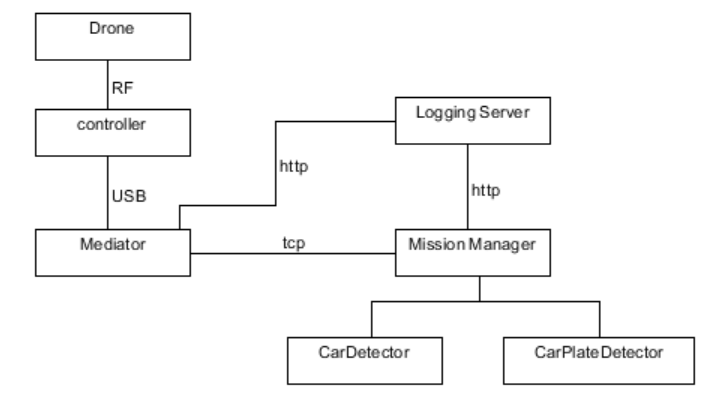 Drone
RF
controller
Logging Server
http
USB
http
Mediator
tcp
Mission Manager
CarDetector
CarPlateDetector